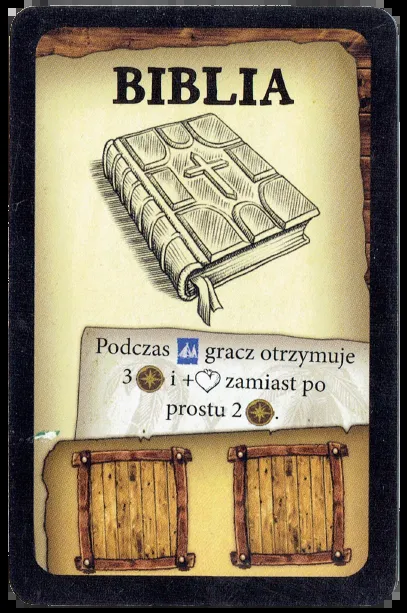 BIBLIA
Podczas gracz otrzymuje
3 i + zamiast po
prostu 2 .